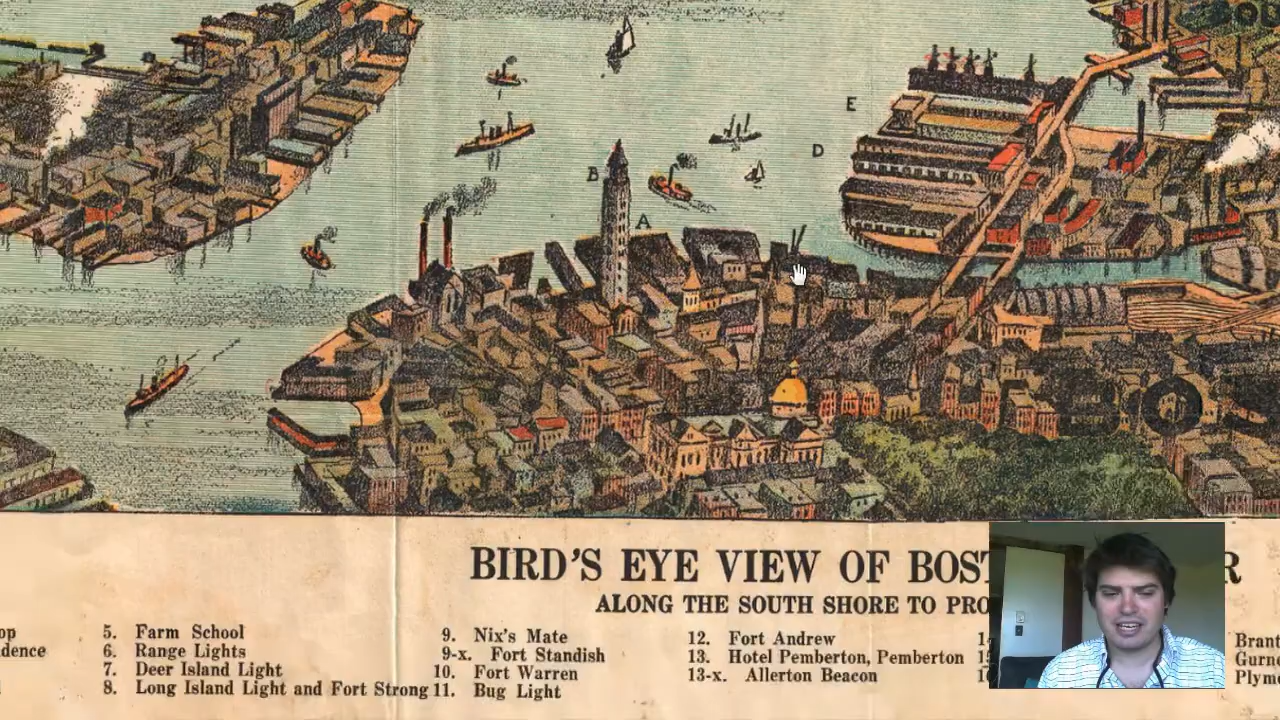 E
D
B
A
BIRD'S EYE VIEW OF BOST
R
ALONG THE SOUTH SHORE TO PRO
op
dence
5. Farm School
6. Range Lights
7. Deer Island Light
8. Long Island Light and Fort Strong
9. Nix's Mate
9-x. Fort Standish
10. Fort Warren
11. Bug Light
12. Fort Andrew
13. Hotel Pemberton, Pemberton
13-x. Allerton Beacon
Brant
Gurn
Plym